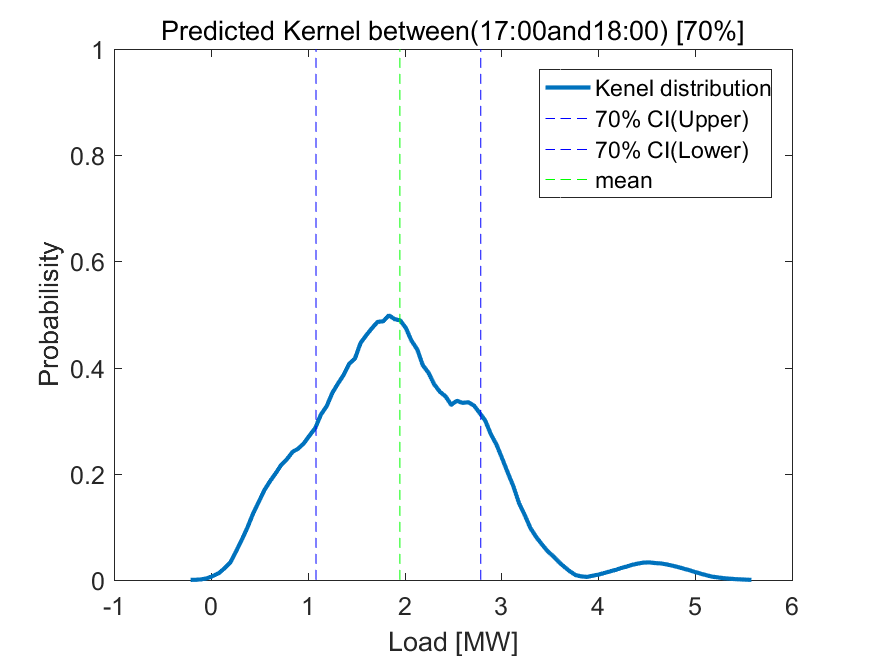 Predicted Kernel between(17:00and18:00) [70%]
1
0.8
0.6
0.4
0.2
0
Probabilisity
Kenel distribution
70% CI(Upper)
70% CI(Lower)
mean
-1 0 1 2 3 4 5 6
Load [MW]